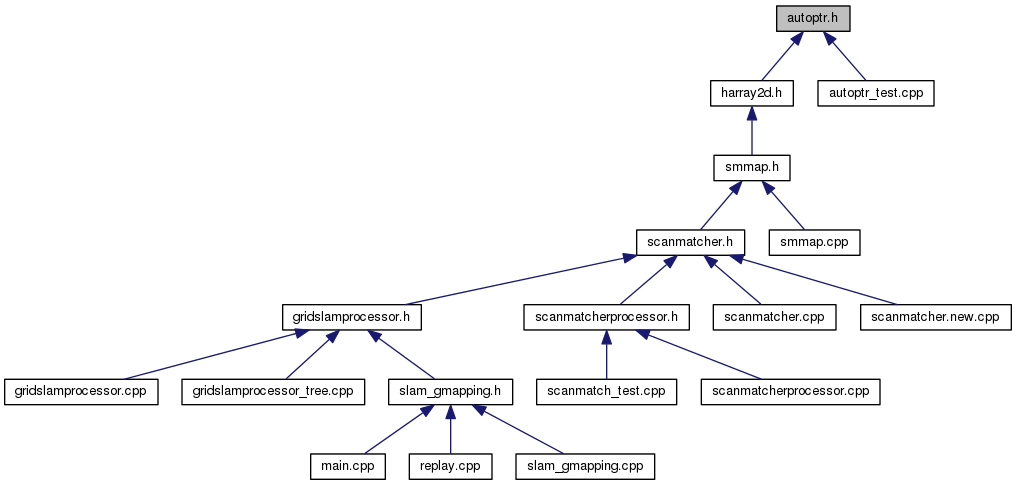 autoptr.h
harray2d.h
autoptr_test.cpp
smmap.h
scanmatcher.h
smmap.cpp
gridslamprocessor.h
scanmatcherprocessor.h
scanmatcher.cpp
scanmatcher.new.cpp
gridslamprocessor.cpp
gridslamprocessor_tree.cpp
slam_gmapping.h
scanmatch_test.cpp
scanmatcherprocessor.cpp
main.cpp
replay.cpp
slam_gmapping.cpp